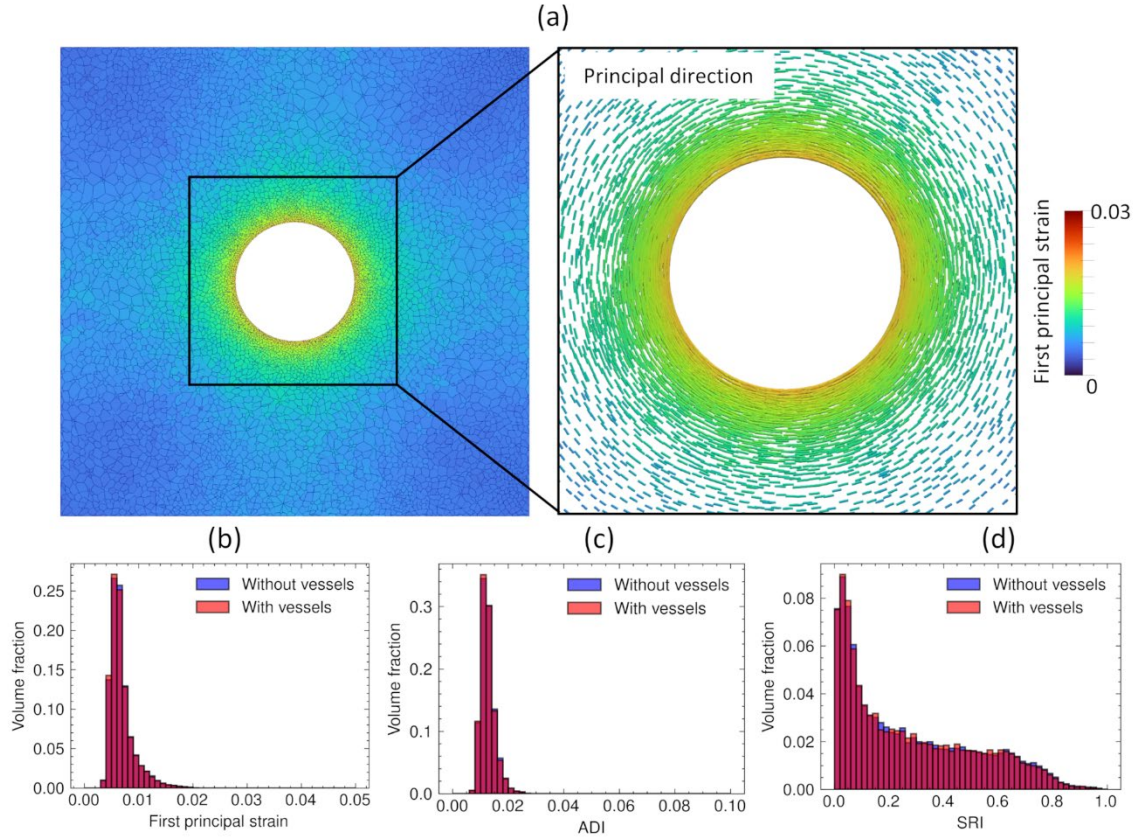 (a)
Principal direction
First principal strain
0.03
0
(b)
(c)
(d)
Without vessels
With vessels
Volume fraction
0.25
0.20
0.15
0.10
0.05
0.00
0.00 0.01 0.02 0.03 0.04 0.05
First principal strain
Without vessels
With vessels
Volume fraction
0.3
0.2
0.1
0.0
0.00 0.02 0.04 0.06 0.08 0.10
ADI
Without vessels
With vessels
Volume fraction
0.08
0.06
0.04
0.02
0.00
0.0 0.2 0.4 0.6 0.8 1.0
SRI